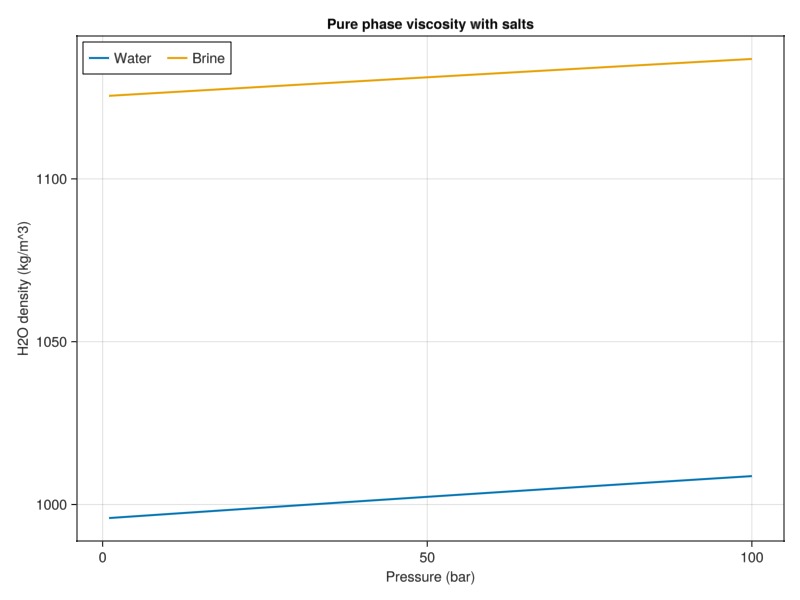 Pure phase viscosity with salts
Water Brine
H2O density (kg/m^3)
1100
1050
1000
0 50 100
Pressure (bar)